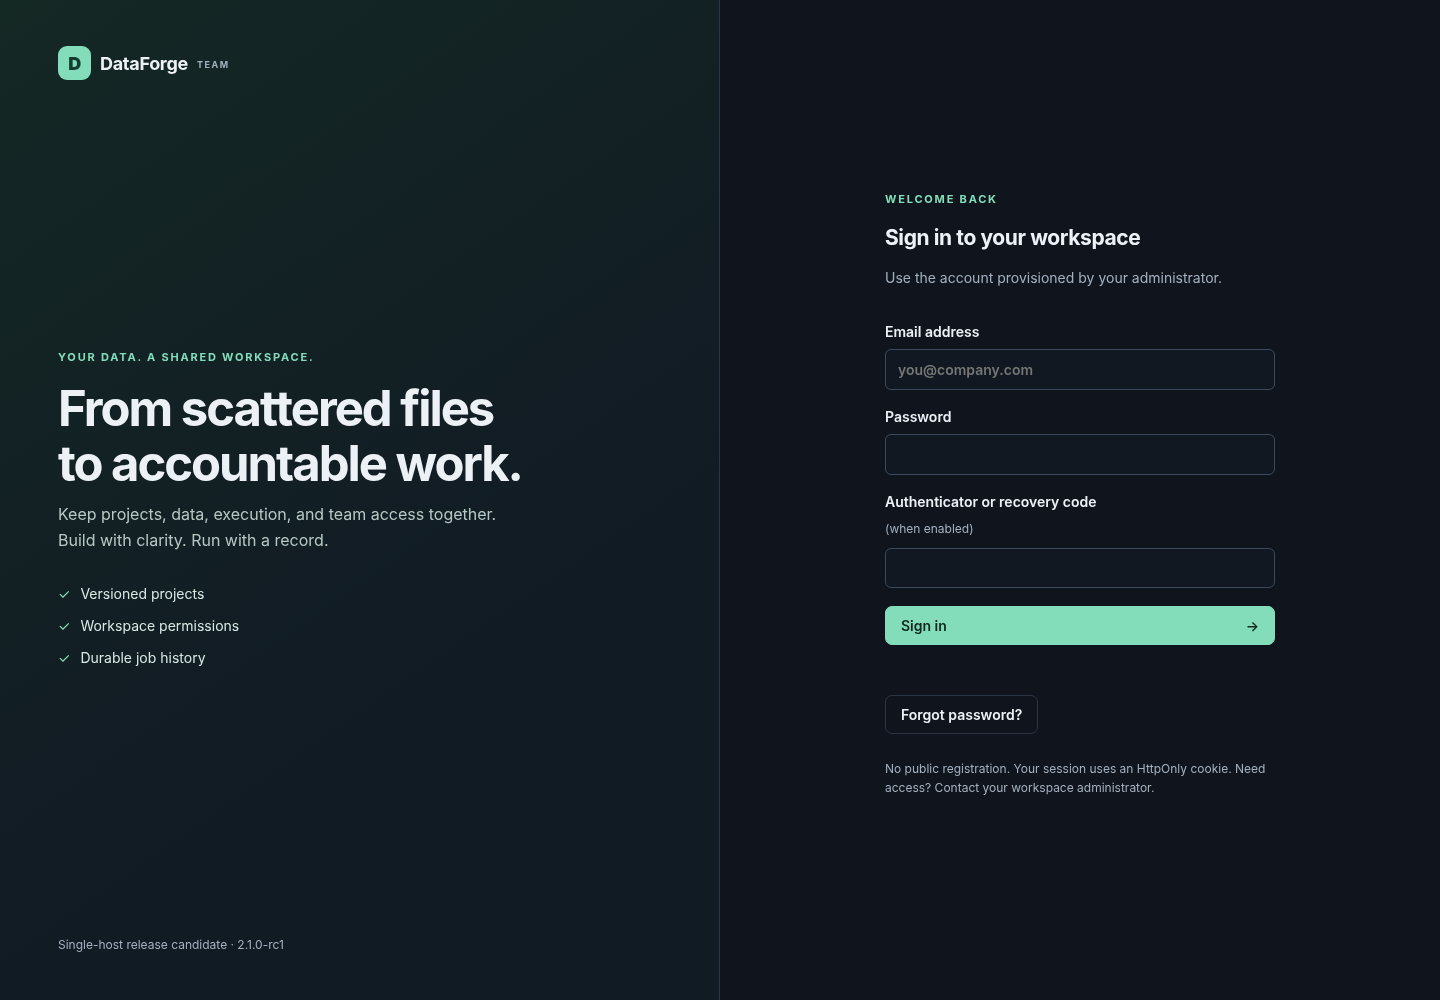 D DataForge TEAM
YOUR DATA. A SHARED WORKSPACE.
From scattered files
to accountable work.
Keep projects, data, execution, and team access together.
Build with clarity. Run with a record.
✓ Versioned projects
✓ Workspace permissions
✓ Durable job history
Single-host release candidate · 2.1.0-rc1
WELCOME BACK
Sign in to your workspace
Use the account provisioned by your administrator.
Email address
you@company.com
Password
Authenticator or recovery code
(when enabled)
Sign in →
Forgot password?
No public registration. Your session uses an HttpOnly cookie. Need
access? Contact your workspace administrator.